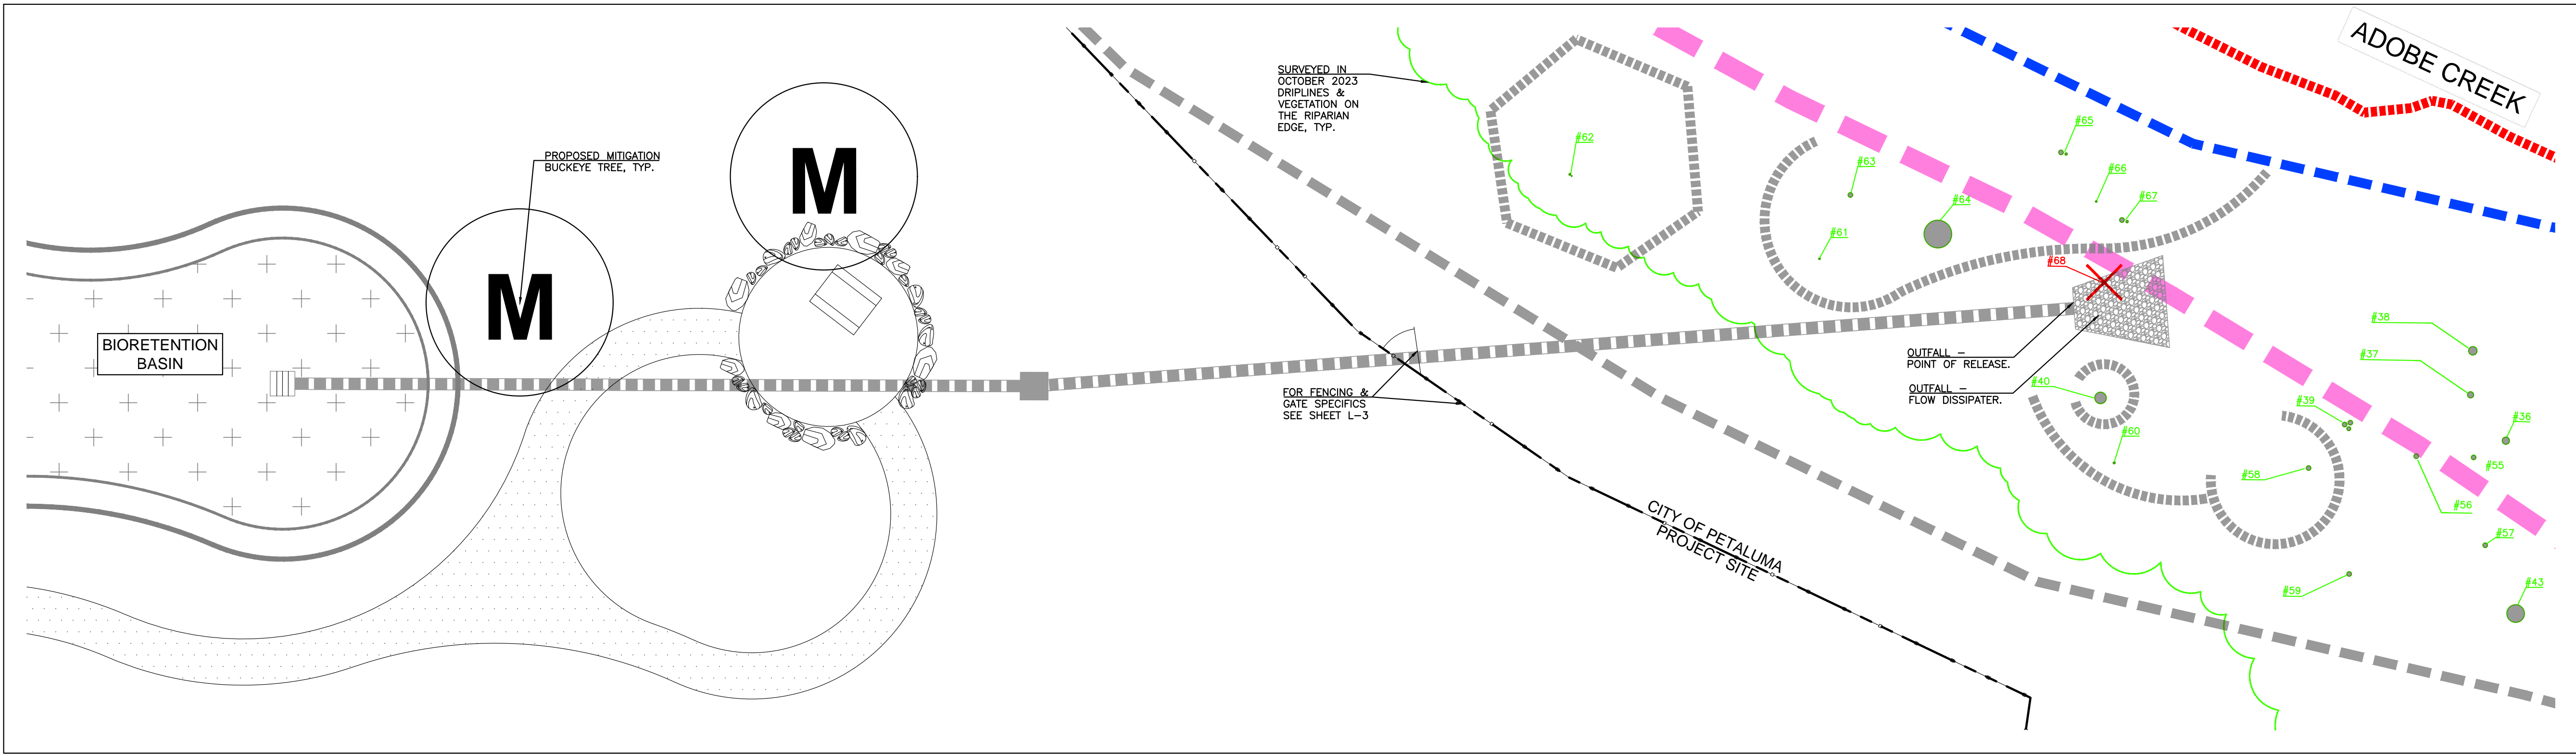 PROPOSED MITIGATION
BUCKEYE TREE, TYP.
M
M
BIORETENTION
BASIN
SURVEYED IN
OCTOBER 2023
DRIPLINES &
VEGETATION ON
THE RIPARIAN
EDGE, TYP.
ADOBE CREEK
#62
#63
#64
#61
#65
#66
#67
#68
FOR FENCING &
GATE SPECIFICS
SEE SHEET L-3
OUTFALL -
POINT OF RELEASE.
OUTFALL -
FLOW DISSIPATER.
#40
#60
#38
#37
#39
#36
#55
#58
#56
#57
#59
#43
CITY OF PETALUMA
PROJECT SITE